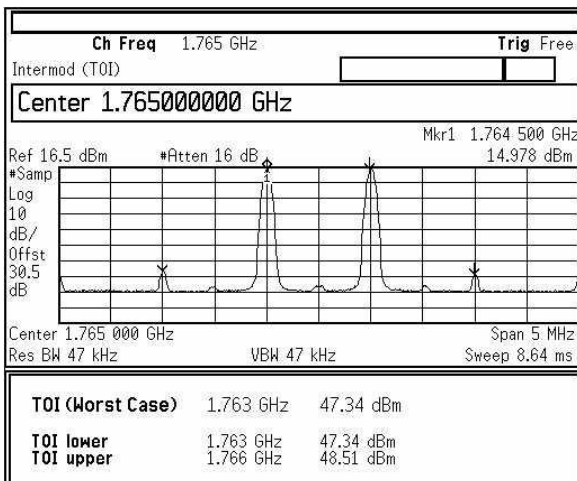 Ch Freq 1.765 GHz Trig Free
Intermod (TOI)
Center 1.765000000 GHz
Mkr1 1.764 500 GHz
Ref 16.5 dBm #Atten 16 dB 14.978 dBm
#Samp
Log
10
dB/
Offst
30.5
dB
1
Center 1.765 000 GHz Span 5 MHz
Res BW 47 kHz VBW 47 kHz Sweep 8.64 ms
TOI (Worst Case) 1.763 GHz 47.34 dBm
TOI lower 1.763 GHz 47.34 dBm
TOI upper 1.766 GHz 48.51 dBm